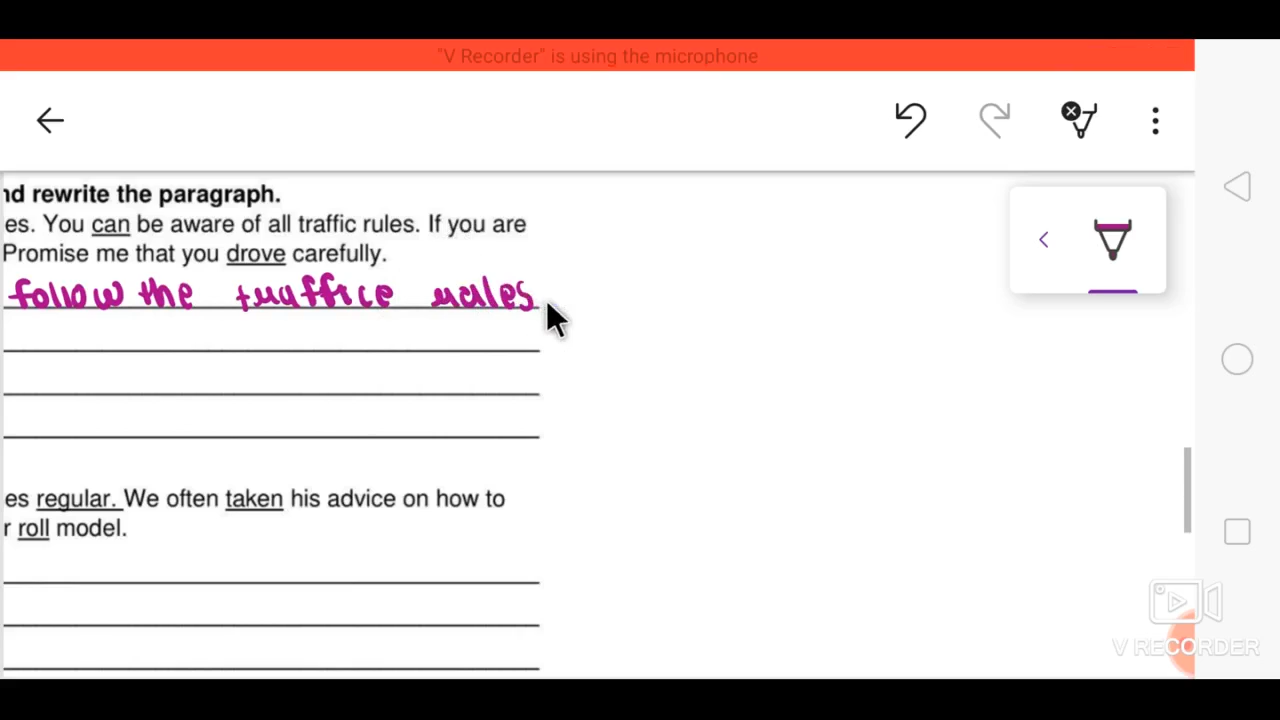 "V Recorder" is using the microphone
nd rewrite the paragraph.
es. You can be aware of all traffic rules. If you are
Promise me that you drove carefully.
follow the traffice rules
es regular. We often taken his advice on how to
r roll model.
V RECORDER